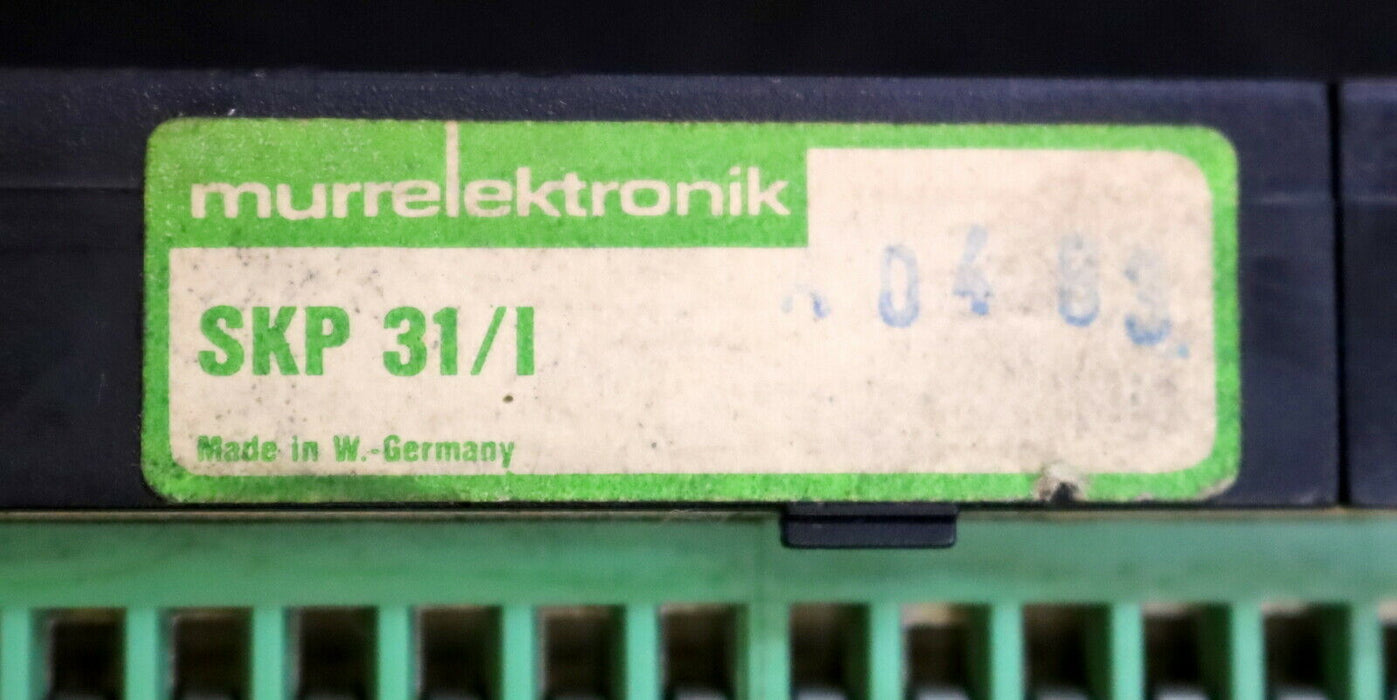 murrelektronik
SKP 31/I
04 83
Made in W.-Germany